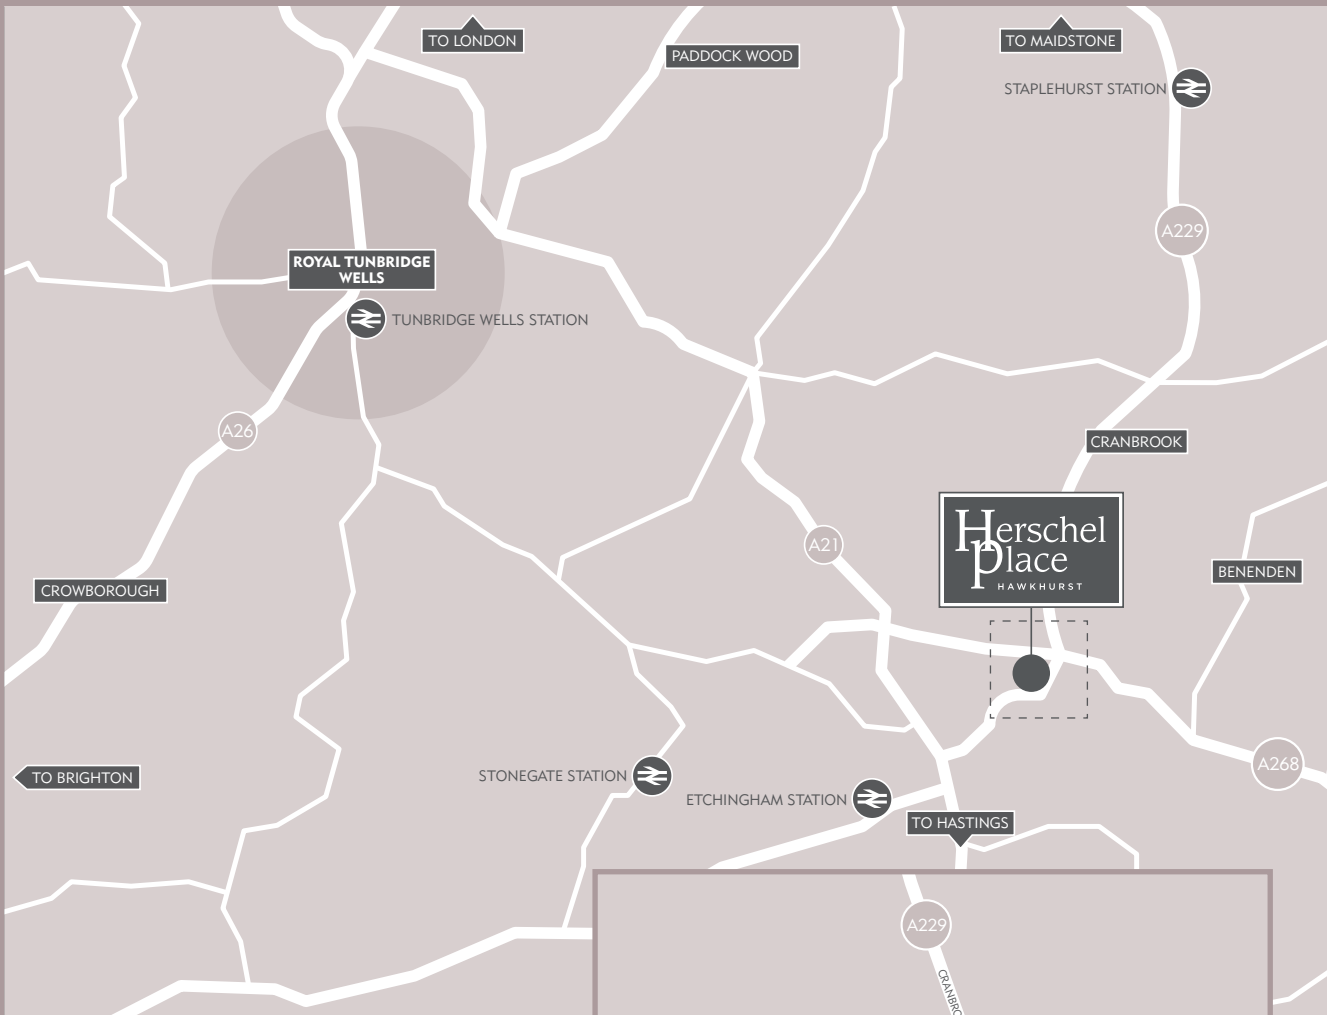 TO LONDON
PADDOCK WOOD
TO MAIDSTONE
STAPLEHURST STATION
A229
ROYAL TUNBRIDGE
WELLS
TUNBRIDGE WELLS STATION
A26
CRANBROOK
Herschel
Place
HAWKHURST
A21
BENENDEN
CROWBOROUGH
TO BRIGHTON
STONEGATE STATION
ETCHINGHAM STATION
A268
TO HASTINGS
A229
CRANBRO